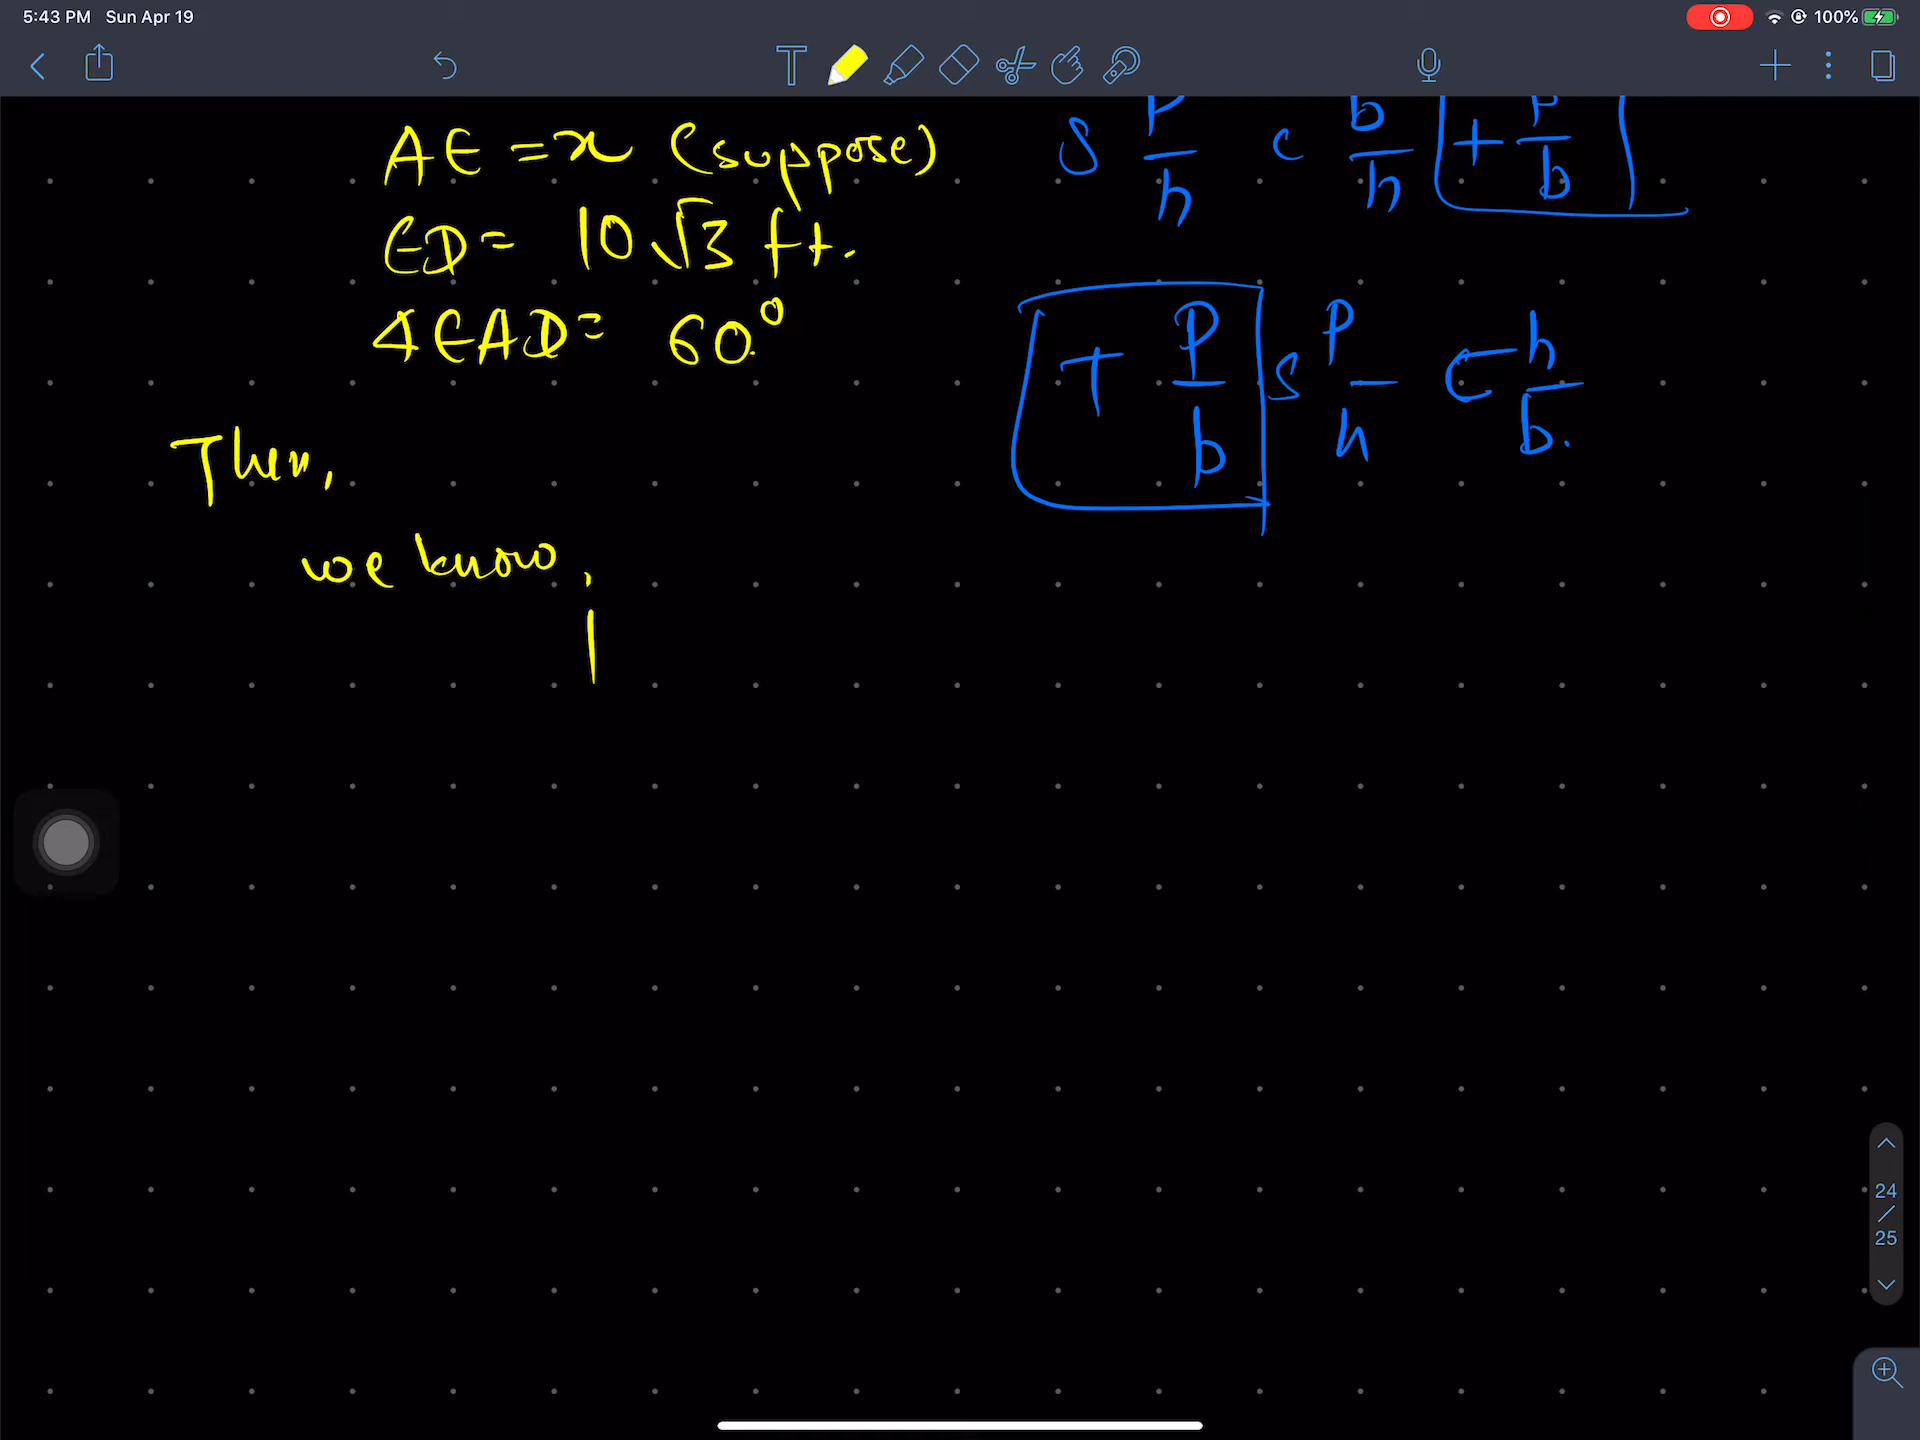 5:43 PM Sun Apr 19
100%
AE = x (suppose)
ED = 10√3 ft.
∡EAD = 60°
Then,
we know,
S P/h C b/h + P/b
T P/b S P/h C h/b.
24
/
25